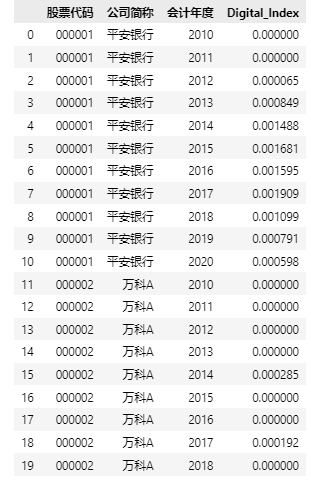 股票代码 公司简称 会计年度 Digital_Index
0 000001 平安银行 2010 0.000000
1 000001 平安银行 2011 0.000000
2 000001 平安银行 2012 0.000065
3 000001 平安银行 2013 0.000849
4 000001 平安银行 2014 0.001488
5 000001 平安银行 2015 0.001681
6 000001 平安银行 2016 0.001595
7 000001 平安银行 2017 0.001909
8 000001 平安银行 2018 0.001099
9 000001 平安银行 2019 0.000791
10 000001 平安银行 2020 0.000598
11 000002 万科A 2010 0.000000
12 000002 万科A 2011 0.000000
13 000002 万科A 2012 0.000000
14 000002 万科A 2013 0.000000
15 000002 万科A 2014 0.000285
16 000002 万科A 2015 0.000000
17 000002 万科A 2016 0.000000
18 000002 万科A 2017 0.000192
19 000002 万科A 2018 0.000000